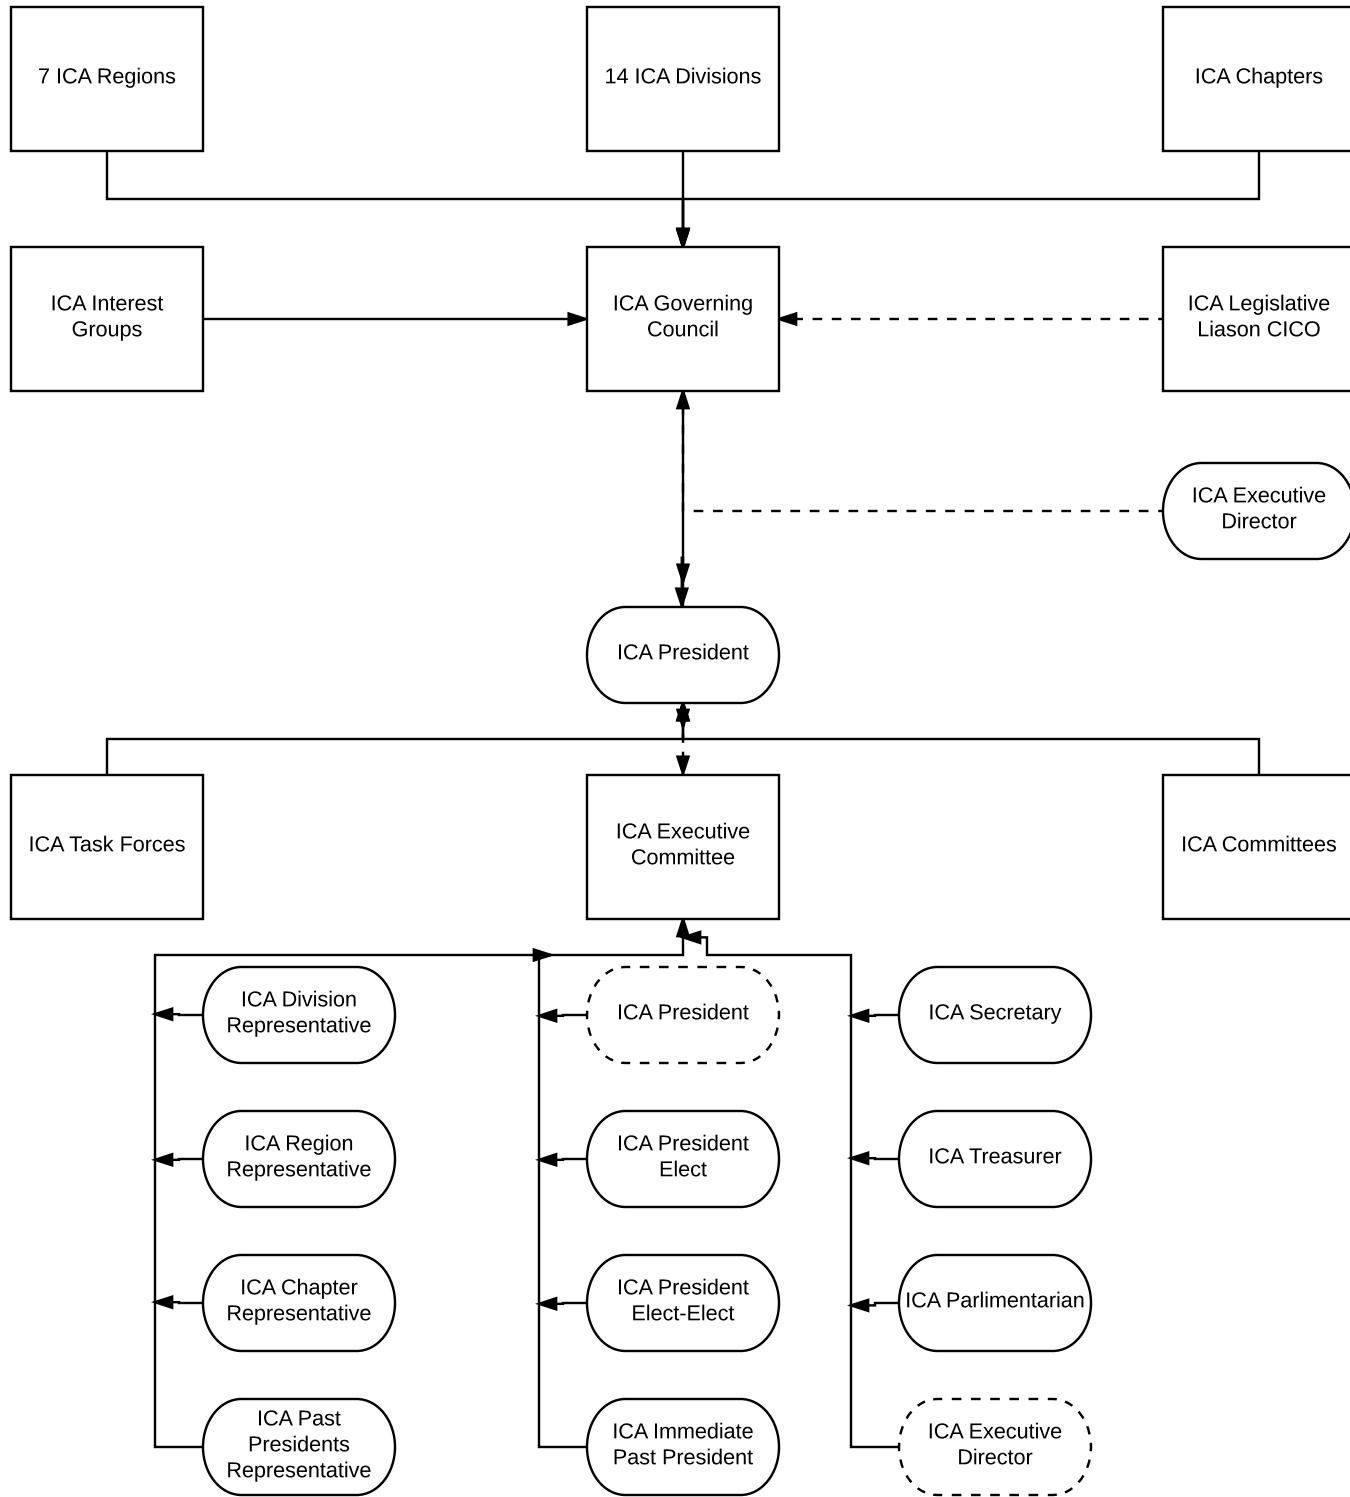 7 ICA Regions
14 ICA Divisions
ICA Chapters
ICA Interest
Groups
ICA Governing
Council
ICA Legislative
Liason CICO
ICA Executive
Director
ICA President
ICA Task Forces
ICA Executive
Committee
ICA Committees
ICA Division
Representative
ICA President
ICA Secretary
ICA Region
Representative
ICA President
Elect
ICA Treasurer
ICA Chapter
Representative
ICA President
Elect-Elect
ICA Parlimentarian
ICA Past
Presidents
Representative
ICA Immediate
Past President
ICA Executive
Director